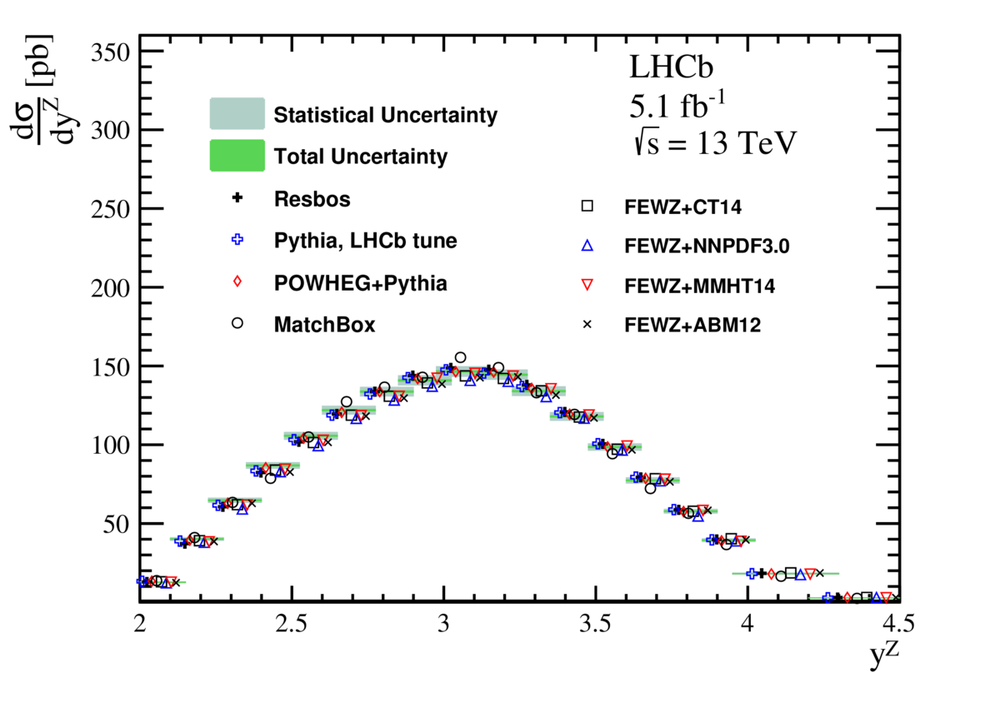 dσ
dyᶻ [pb]
350
300
250
200
150
100
50
LHCb
5.1 fb⁻¹
√s = 13 TeV
Statistical Uncertainty
Total Uncertainty
Resbos
Pythia, LHCb tune
POWHEG+Pythia
MatchBox
FEWZ+CT14
FEWZ+NNPDF3.0
FEWZ+MMHT14
FEWZ+ABM12
2 2.5 3 3.5 4 4.5
yᶻ